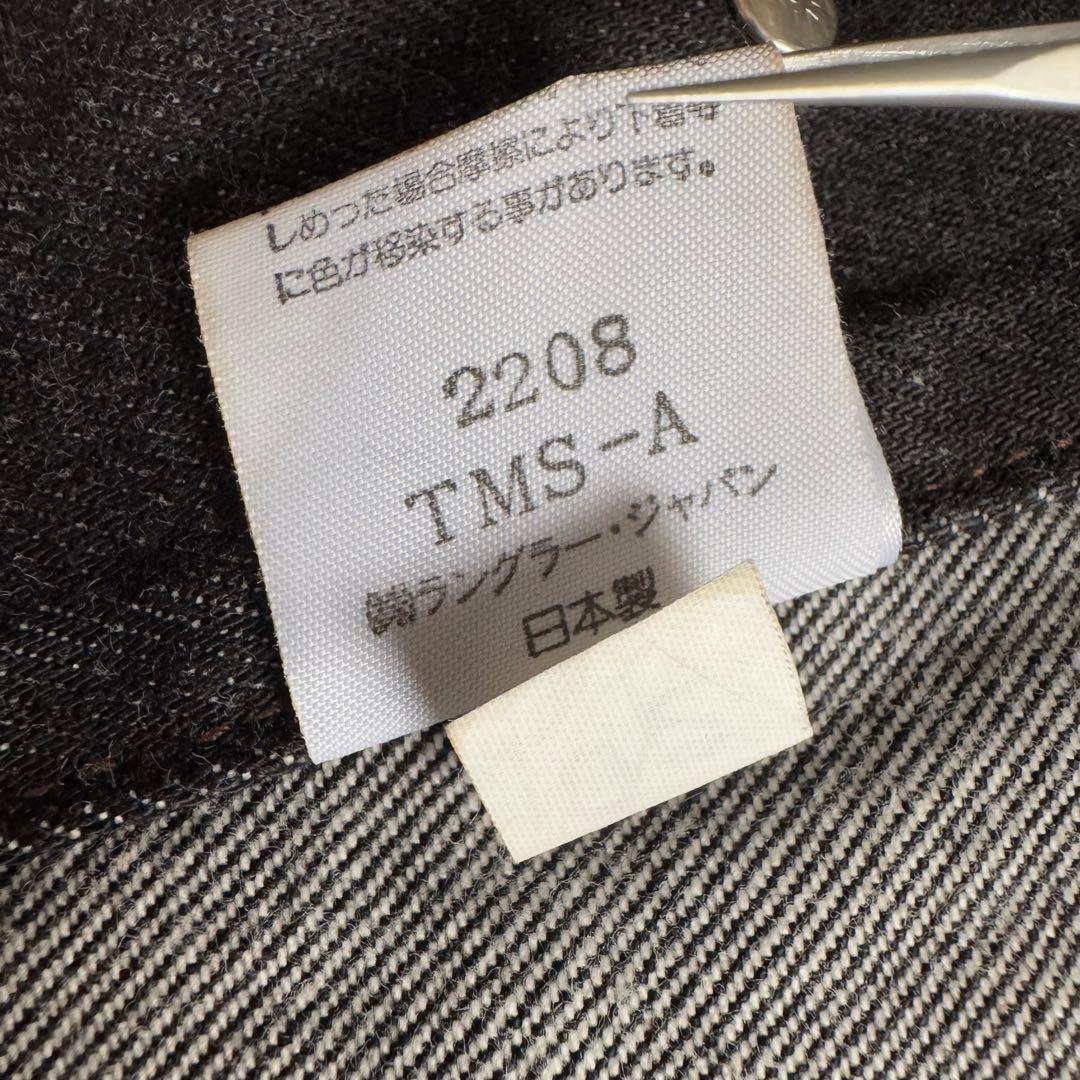 しめった場合摩擦により下着等
に色が移染する事があります。
2208
TMS-A
㈱ラングラー・ジャパン
日本製